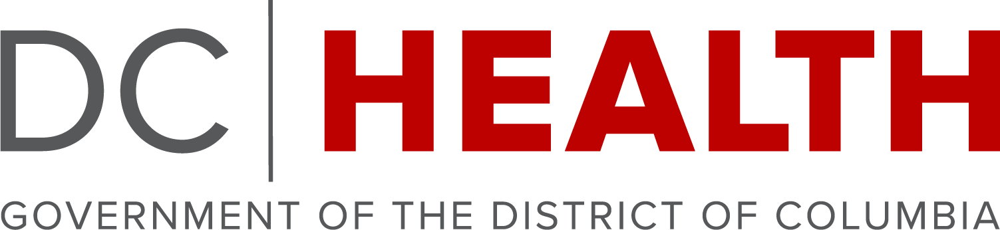 DC HEALTH
GOVERNMENT OF THE DISTRICT OF COLUMBIA